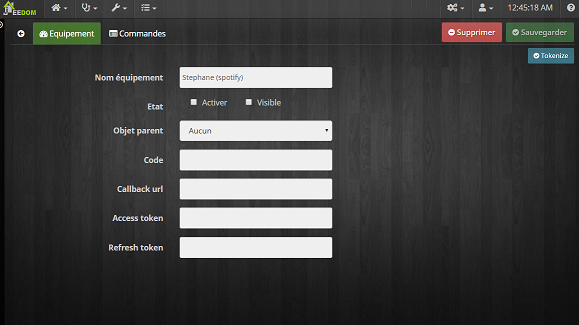 JEEDOM
12:45:18 AM
Equipement
Commandes
Supprimer
Sauvegarder
Tokenize
Nom équipement
Stephane (spotify)
Etat
Activer
Visible
Objet parent
Aucun
Code
Callback url
Access token
Refresh token